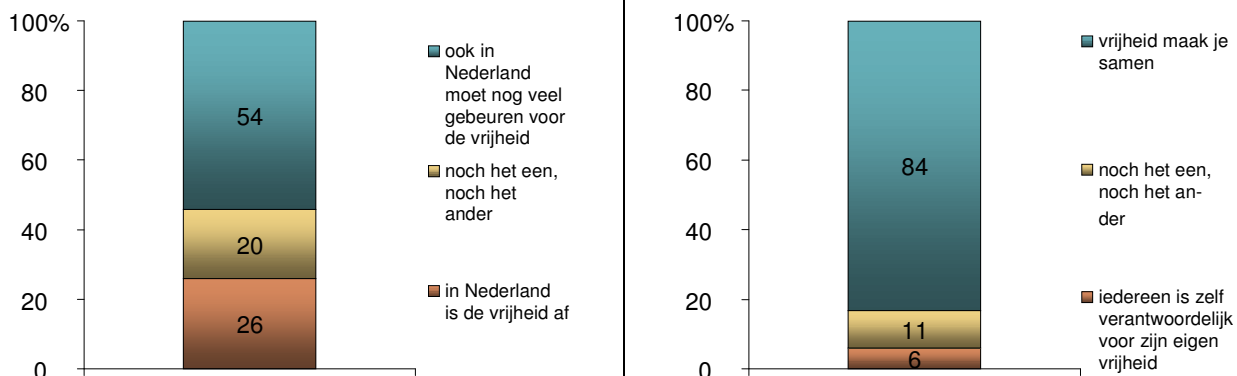 100%
80
60
40
20
0
54
20
26
ook in
Nederland
moet nog veel
gebeuren voor
de vrijheid
noch het een,
noch het
ander
in Nederland
is de vrijheid af
100%
80
60
40
20
0
84
11
6
vrijheid maak je
samen
noch het een,
noch het an-
der
iedereen is zelf
verantwoordelijk
voor zijn eigen
vrijheid